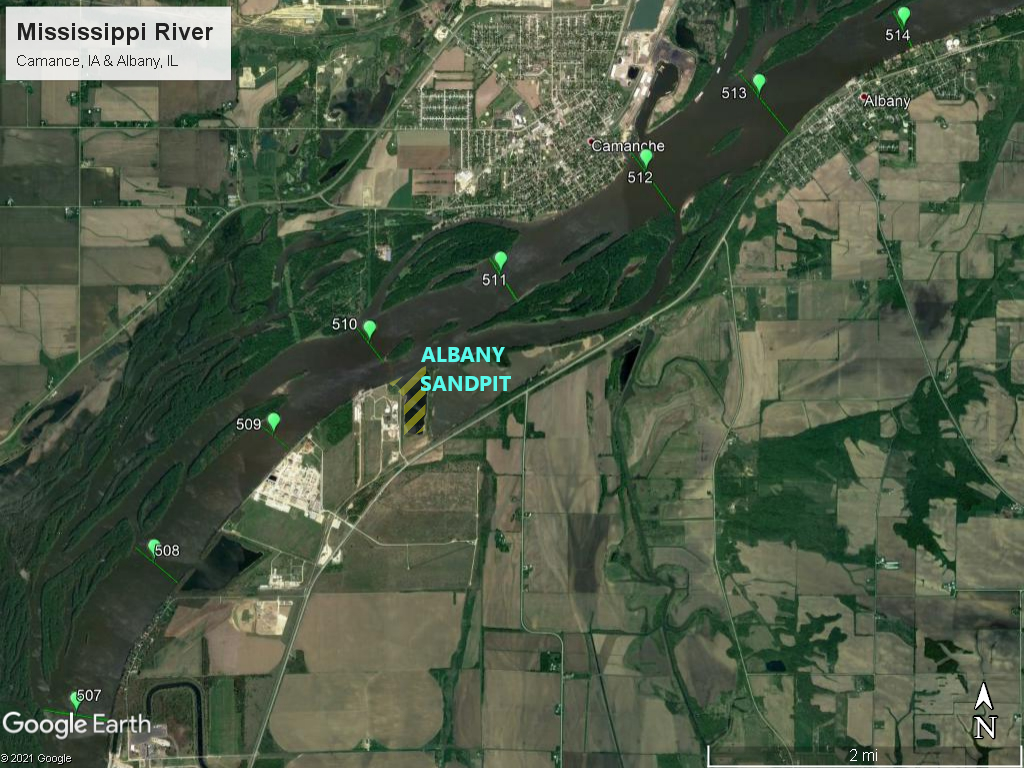 Mississippi River
Camance, IA & Albany, IL
514
513
Albany
Camanche
512
511
510
ALBANY
SANDPIT
509
508
507
Google Earth
© 2021 Google
N
2 mi